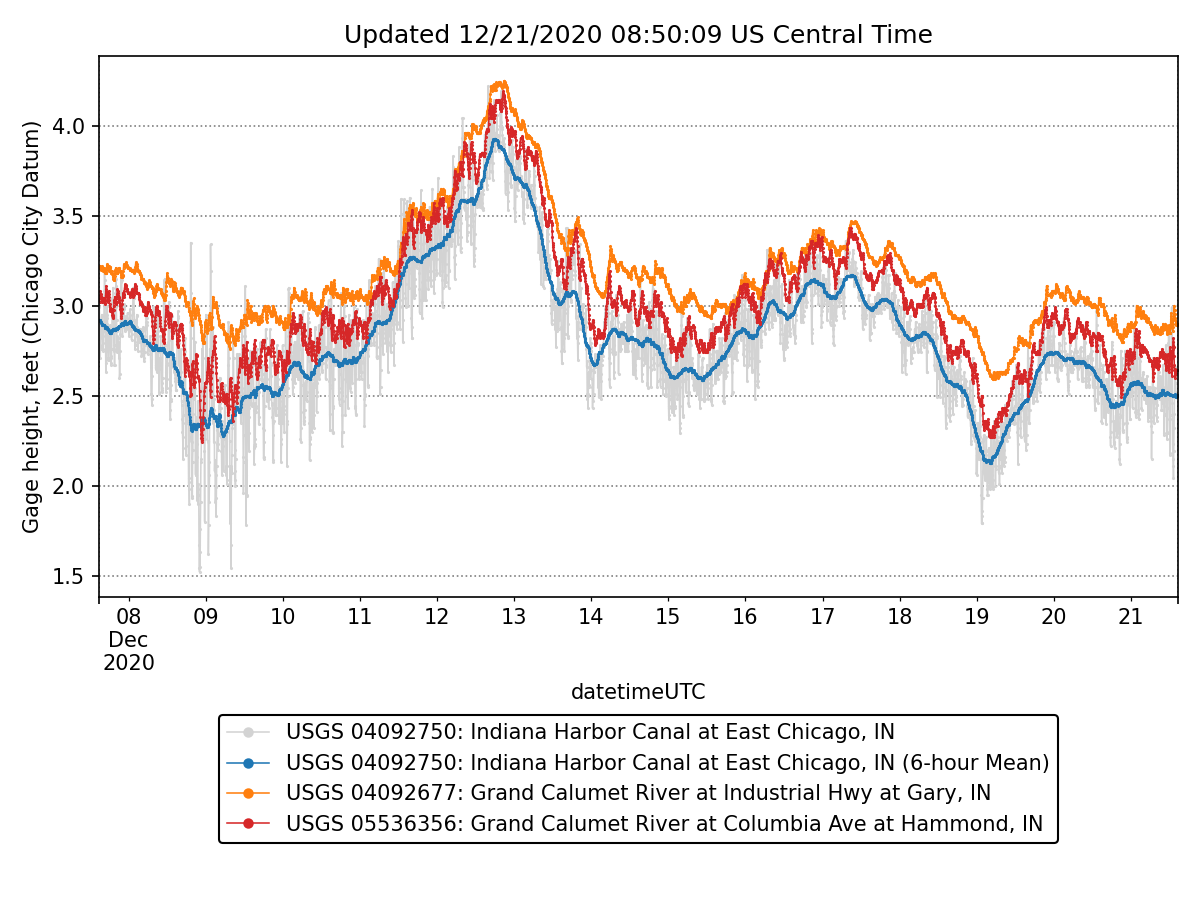 Updated 12/21/2020 08:50:09 US Central Time
Gage height, feet (Chicago City Datum)
4.0
3.5
3.0
2.5
2.0
1.5
08 09 10 11 12 13 14 15 16 17 18 19 20 21
Dec
2020
datetimeUTC
USGS 04092750: Indiana Harbor Canal at East Chicago, IN
USGS 04092750: Indiana Harbor Canal at East Chicago, IN (6-hour Mean)
USGS 04092677: Grand Calumet River at Industrial Hwy at Gary, IN
USGS 05536356: Grand Calumet River at Columbia Ave at Hammond, IN